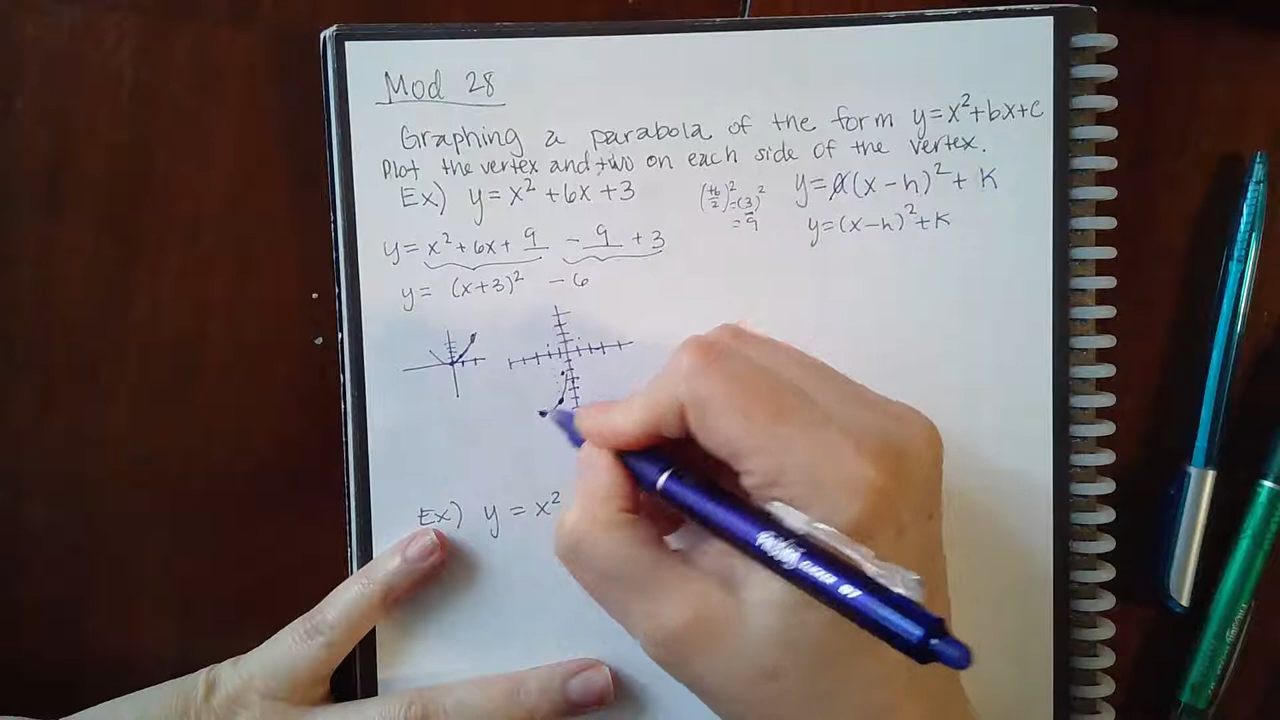 Mod 28
Graphing a parabola of the form y=x²+bx+c
Plot the vertex and two on each side of the vertex.
Ex) y=x²+6x+3
(+6/2)²=(3)²
=9
y=a(x-h)²+k
y=(x-h)²+k
y= x²+6x+ 9 - 9 +3
y= (x+3)² -6
Ex) y = x²